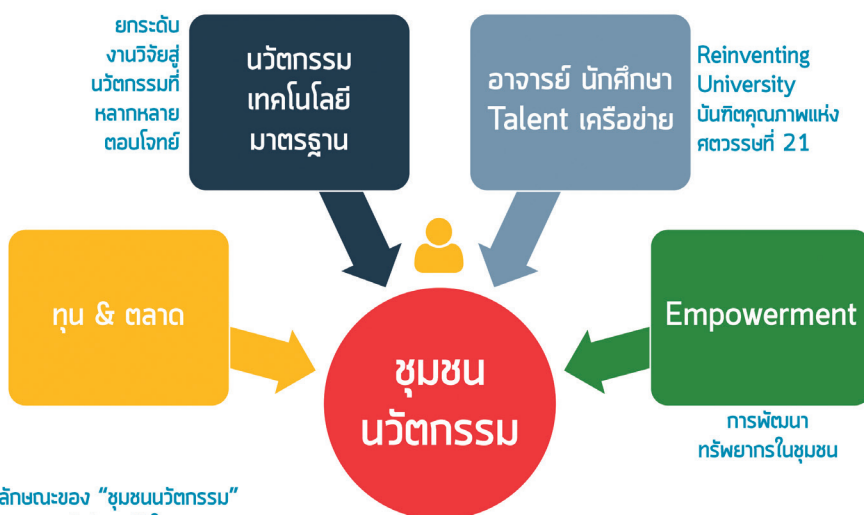 ยกระดับ
งานวิจัยสู่
นวัตกรรมที่
หลากหลาย
ตอบโจทย์
นวัตกรรม
เทคโนโลยี
มาตรฐาน
อาจารย์ นักศึกษา
Talent เครือข่าย
Reinventing
University
บันฑิตคุณภาพแห่ง
ศตวรรษที่ 21
ทุน & ตลาด
Empowerment
ชุมชน
นวัตกรรม
การพัฒนา
ทรัพยากรในชุมชน
ลักษณะของ “ชุมชนนวัตกรรม”